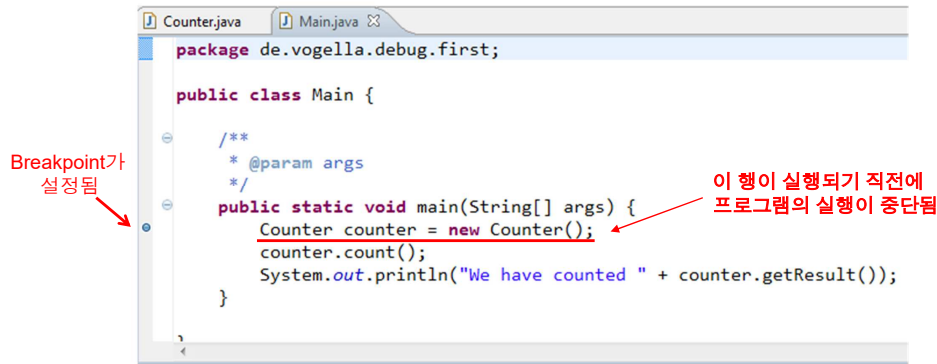 Counter.java Main.java
package de.vogella.debug.first;
public class Main {
/**
* @param args
*/
public static void main(String[] args) {
Counter counter = new Counter();
counter.count();
System.out.println("We have counted " + counter.getResult());
}
}
Breakpoint가
설정됨
이 행이 실행되기 직전에
프로그램의 실행이 중단됨